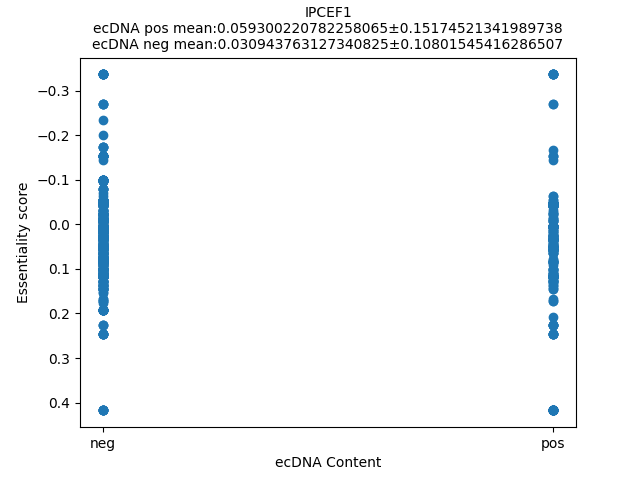 IPCEF1
ecDNA pos mean:0.059300220782258065±0.15174521341989738
ecDNA neg mean:0.030943763127340825±0.10801545416286507
−0.3
−0.2
−0.1
0.0
0.1
0.2
0.3
0.4
Essentiality score
neg
pos
ecDNA Content